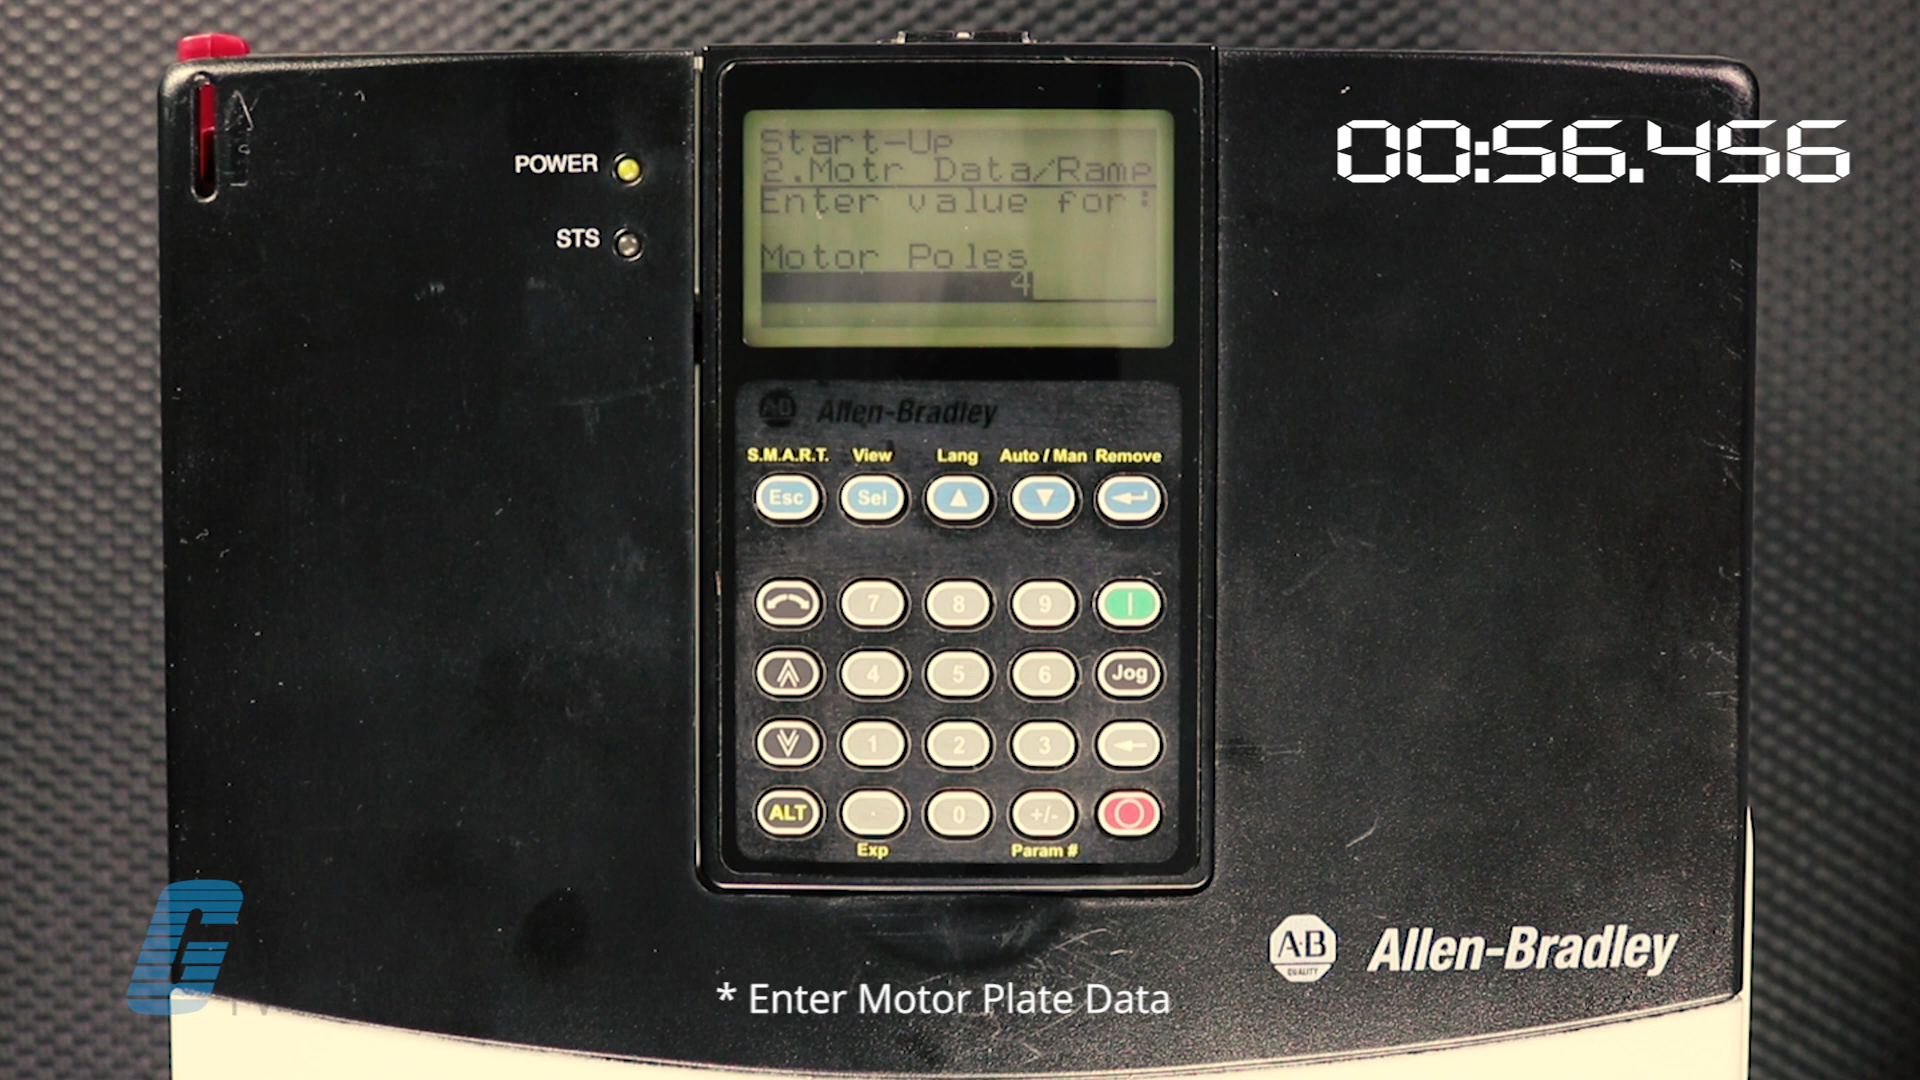 00:56.456
POWER
STS
Start-Up
2.Motr Data/Ramp
Enter value for:
Motor Poles
4
AB Allen-Bradley
S.M.A.R.T. View Lang Auto / Man Remove
Esc Sel
7 8 9
4 5 6 Jog
1 2 3
ALT . 0 +/-
Exp Param #
A·B QUALITY Allen-Bradley
* Enter Motor Plate Data